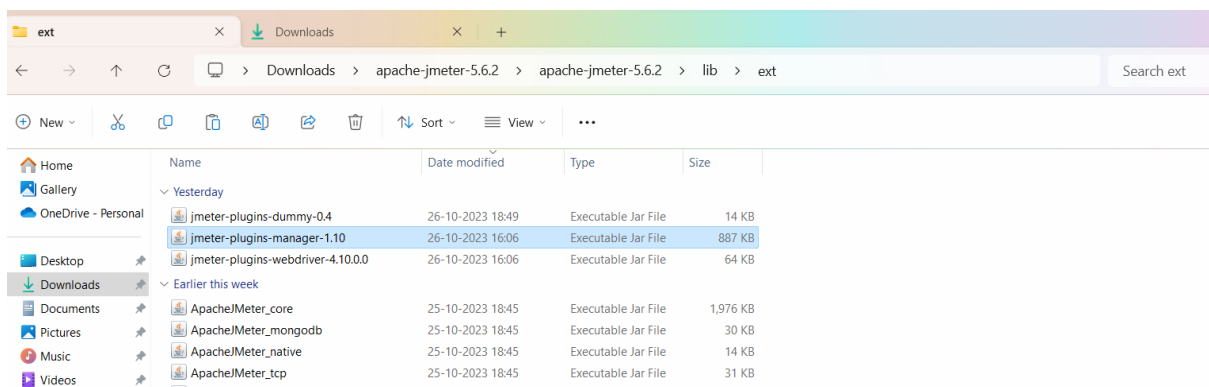 ext Downloads
Downloads > apache-jmeter-5.6.2 > apache-jmeter-5.6.2 > lib > ext Search ext
New Sort View ...
Home
Gallery
OneDrive - Personal
Desktop
Downloads
Documents
Pictures
Music
Videos
Name Date modified Type Size
Yesterday
jmeter-plugins-dummy-0.4 26-10-2023 18:49 Executable Jar File 14 KB
jmeter-plugins-manager-1.10 26-10-2023 16:06 Executable Jar File 887 KB
jmeter-plugins-webdriver-4.10.0.0 26-10-2023 16:06 Executable Jar File 64 KB
Earlier this week
ApacheJMeter_core 25-10-2023 18:45 Executable Jar File 1,976 KB
ApacheJMeter_mongodb 25-10-2023 18:45 Executable Jar File 30 KB
ApacheJMeter_native 25-10-2023 18:45 Executable Jar File 14 KB
ApacheJMeter_tcp 25-10-2023 18:45 Executable Jar File 31 KB